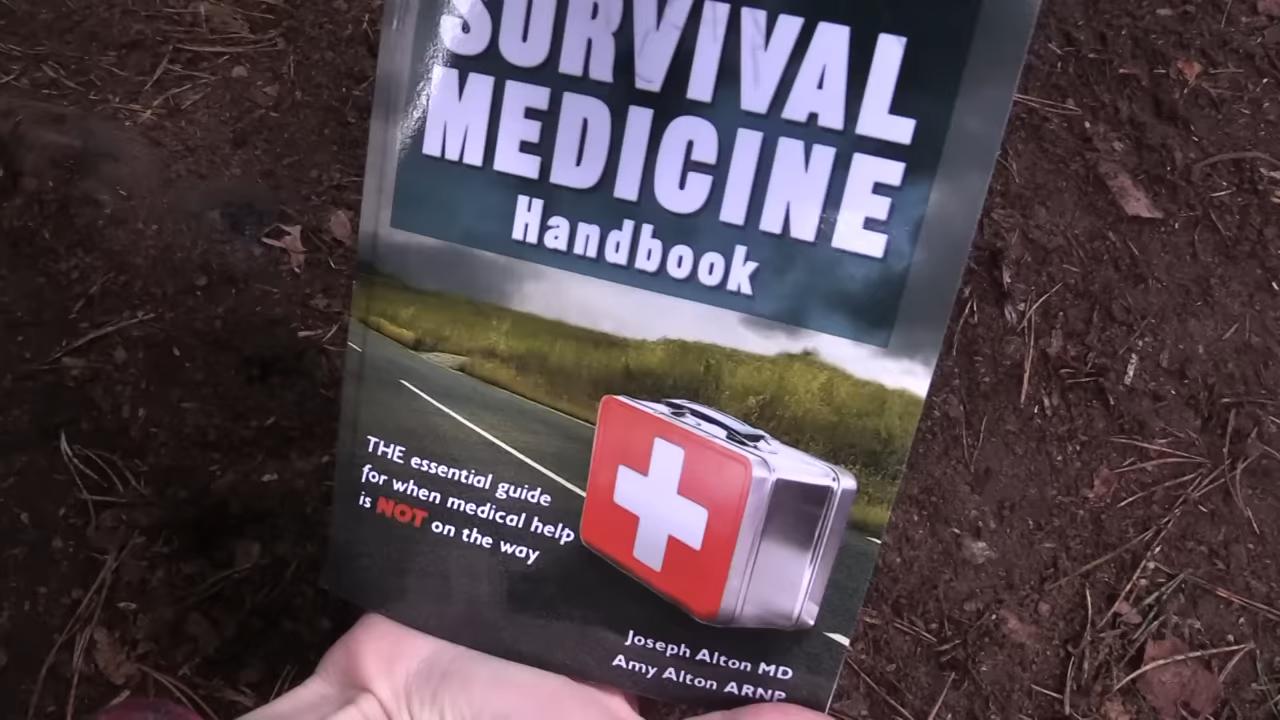 SURVIVAL
MEDICINE
Handbook
THE essential guide
for when medical help
is NOT on the way
Joseph Alton MD
Amy Alton ARNP